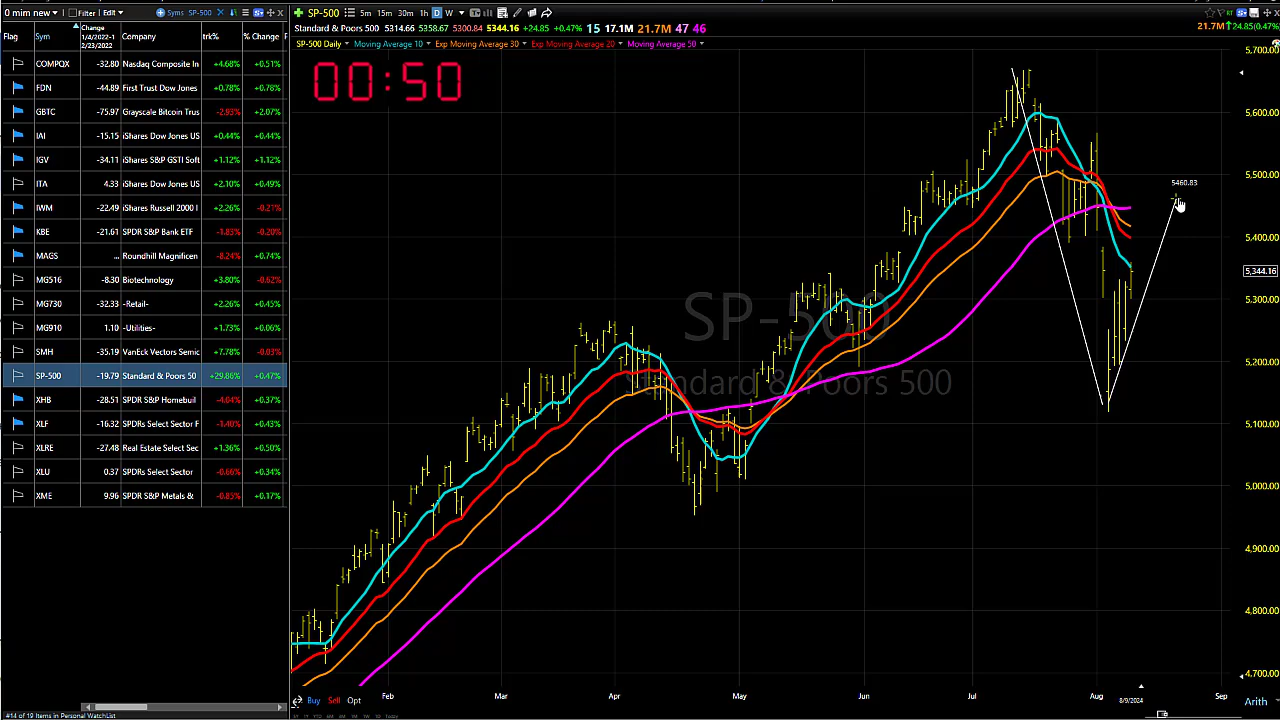 0 min new Filter Edit Syms SP-500
SP-500 5m 15m 30m 1h D W
Standard & Poors 500 5314.66 5358.67 5300.84 5344.16 +24.85 +0.47% 15 17.1M 21.7M 47 46
21.7M 24.85(0.47%)
SP-500 Daily Moving Average 10 Exp Moving Average 30 Exp Moving Average 20 Moving Average 50
Flag Sym Change 1/4/2022-1 2/23/2022 Company trk% % Change F
COMPQX -32.80 Nasdaq Composite In +4.68% +0.51%
FDN -44.89 First Trust Dow Jones +0.78% +0.78%
GBTC -75.97 Grayscale Bitcoin Trus -2.93% +2.07%
IAI -15.15 iShares Dow Jones US +0.44% +0.44%
IGV -34.11 iShares S&P GSTI Soft +1.12% +1.12%
ITA 4.33 iShares Dow Jones US +2.10% +0.49%
IWM -22.49 iShares Russell 2000 I +2.26% -0.21%
KBE -21.61 SPDR S&P Bank ETF -1.83% -0.20%
MAGS ... Roundhill Magnificen -8.24% +0.74%
MG516 -8.30 Biotechnology +3.80% -0.62%
MG730 -32.33 -Retail- +2.26% +0.45%
MG910 1.10 -Utilities- +1.73% +0.06%
SMH -35.19 VanEck Vectors Semic +7.78% -0.03%
SP-500 -19.79 Standard & Poors 50 +29.86% +0.47%
XHB -28.51 SPDR S&P Homebuil -4.04% +0.37%
XLF -16.32 SPDRs Select Sector F -1.40% +0.43%
XLRE -27.48 Real Estate Select Sec +1.36% +0.50%
XLU 0.37 SPDRs Select Sector -0.66% +0.34%
XME 9.96 SPDR S&P Metals & -0.85% +0.17%
00:50
5460.83
SP-500
Standard & Poors 500
5,700.00
5,600.00
5,500.00
5,400.00
5,344.16
5,300.00
5,200.00
5,100.00
5,000.00
4,900.00
4,800.00
4,700.00
Feb Mar Apr May Jun Jul Aug Sep
8/9/2024
Buy Sell Opt
Arith
#14 of 19 Items in Personal WatchList